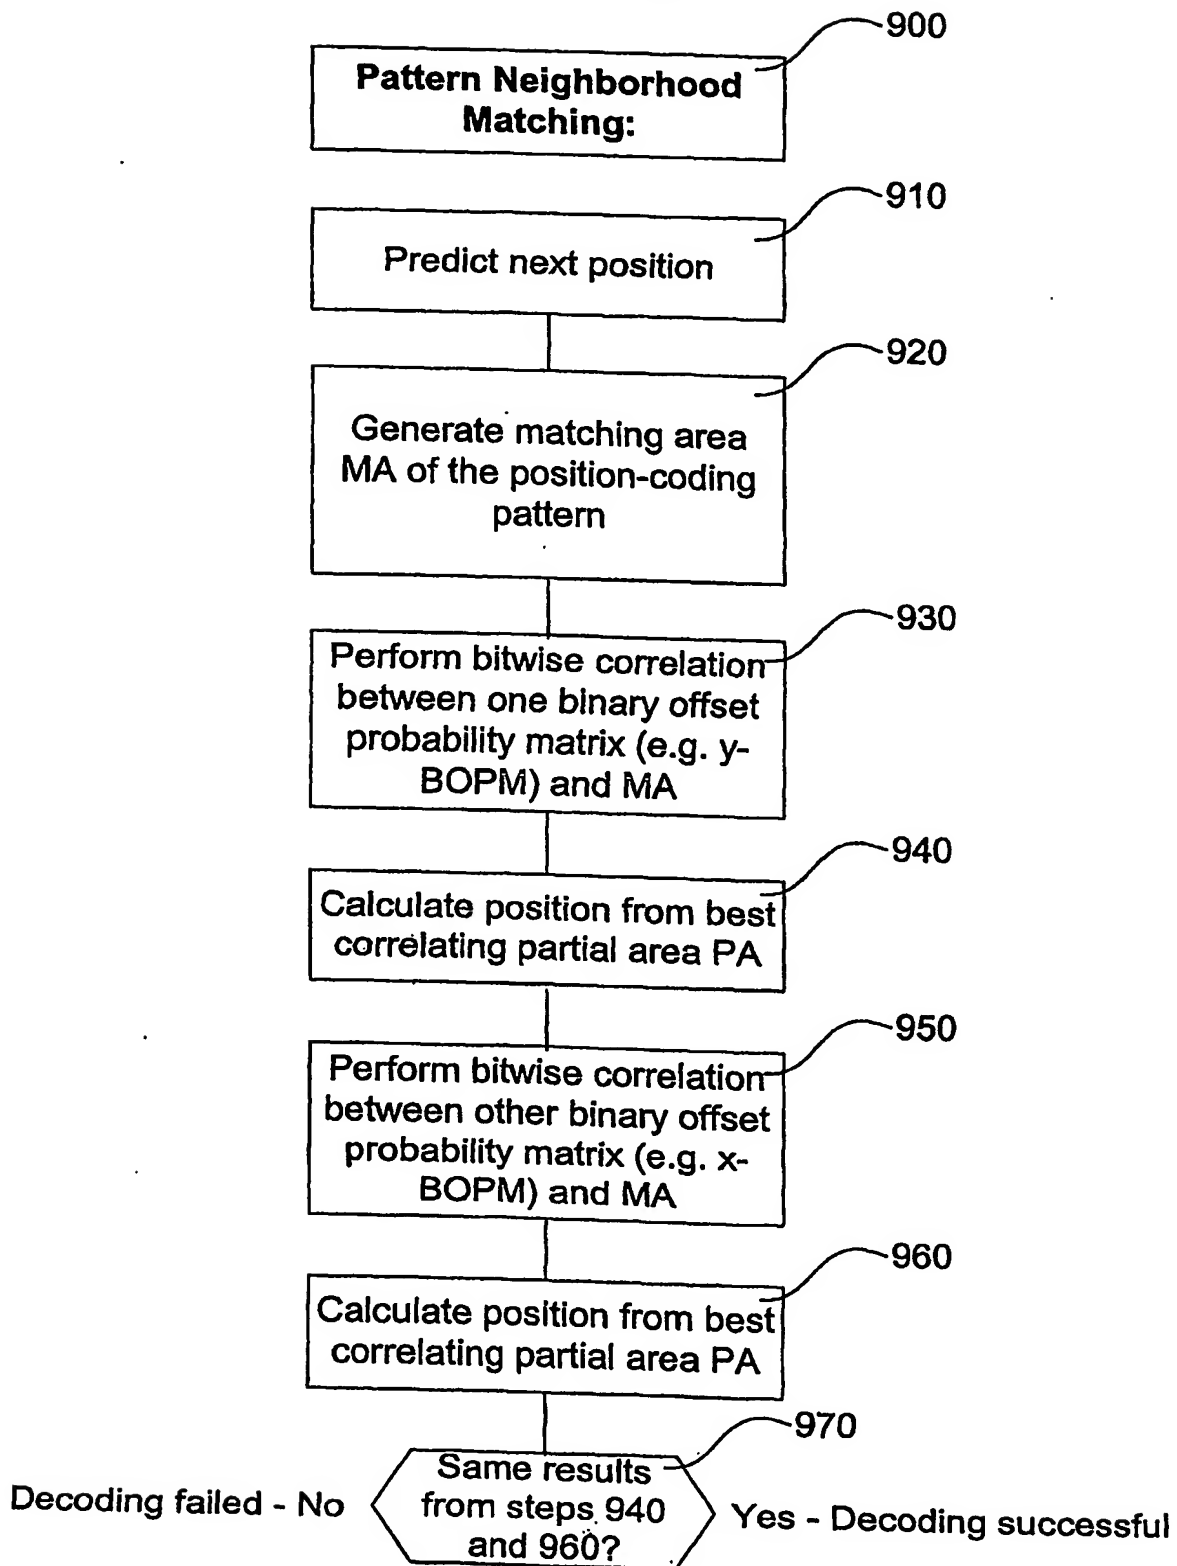 900
Pattern Neighborhood
Matching:
910
Predict next position
920
Generate matching area
MA of the position-coding
pattern
930
Perform bitwise correlation
between one binary offset
probability matrix (e.g. y-
BOPM) and MA
940
Calculate position from best
correlating partial area PA
950
Perform bitwise correlation
between other binary offset
probability matrix (e.g. x-
BOPM) and MA
960
Calculate position from best
correlating partial area PA
970
Same results
from steps 940
and 960?
Decoding failed - No
Yes - Decoding successful